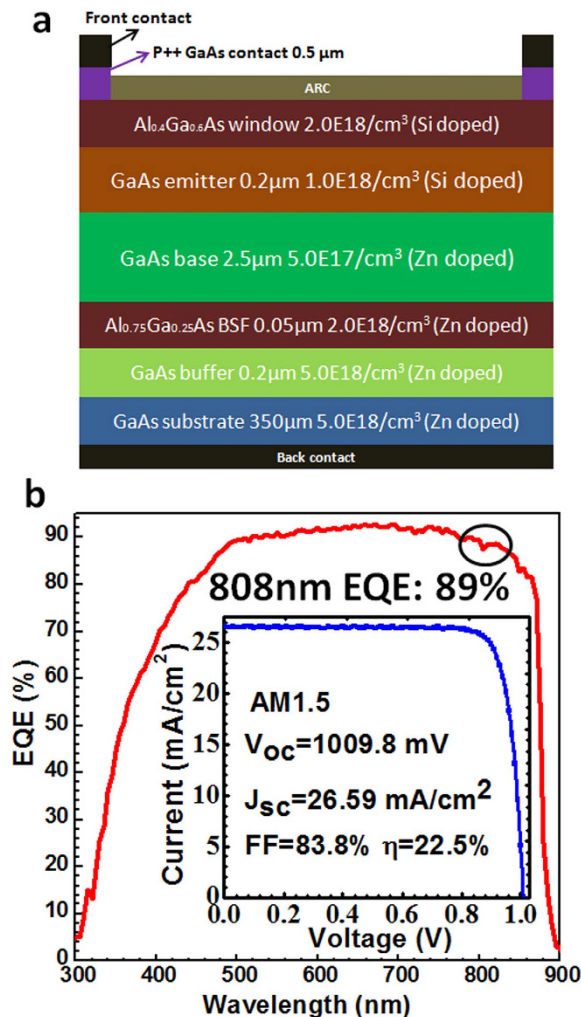 a
Front contact
P++ GaAs contact 0.5 μm
ARC
Al₀.₄Ga₀.₆As window 2.0E18/cm³ (Si doped)
GaAs emitter 0.2μm 1.0E18/cm³ (Si doped)
GaAs base 2.5μm 5.0E17/cm³ (Zn doped)
Al₀.₇₅Ga₀.₂₅As BSF 0.05μm 2.0E18/cm³ (Zn doped)
GaAs buffer 0.2μm 5.0E18/cm³ (Zn doped)
GaAs substrate 350μm 5.0E18/cm³ (Zn doped)
Back contact
b
EQE (%)
90
80
70
60
50
40
30
20
10
0
808nm EQE: 89%
Current (mA/cm²)
25
20
15
10
5
0
AM1.5
Voc=1009.8 mV
Jsc=26.59 mA/cm²
FF=83.8% η=22.5%
0.0 0.2 0.4 0.6 0.8 1.0
Voltage (V)
300 400 500 600 700 800 900
Wavelength (nm)